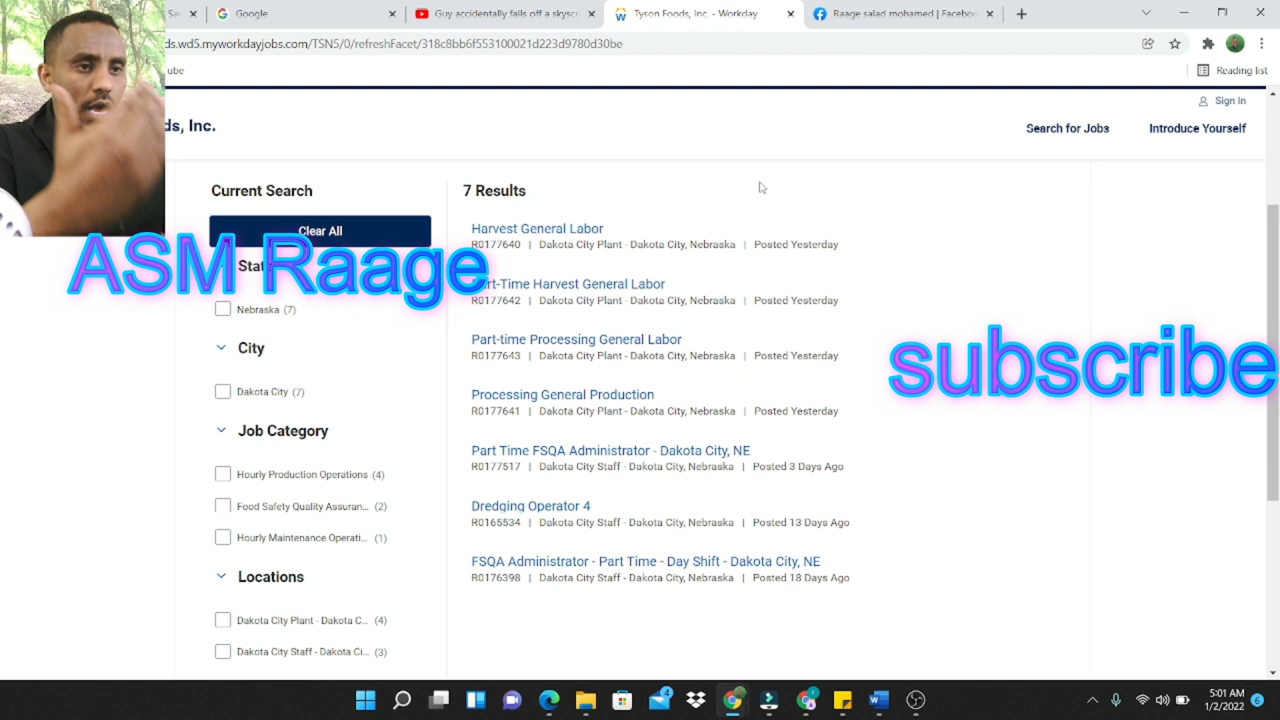 Google
Guy accidentally falls off a skysc
Tyson Foods, Inc. - Workday
Raage salad mohamed | Faceboo
ds.wd5.myworkdayjobs.com/TSN5/0/refreshFacet/318c8bb6f553100021d223d9780d30be
ube
Reading list
Sign In
ds, Inc.
Search for Jobs
Introduce Yourself
Current Search
7 Results
Clear All
Harvest General Labor
R0177640 | Dakota City Plant - Dakota City, Nebraska | Posted Yesterday
ASM Raage
Stat
Part-Time Harvest General Labor
R0177642 | Dakota City Plant - Dakota City, Nebraska | Posted Yesterday
Nebraska (7)
Part-time Processing General Labor
R0177643 | Dakota City Plant - Dakota City, Nebraska | Posted Yesterday
City
subscribe
Dakota City (7)
Processing General Production
R0177641 | Dakota City Plant - Dakota City, Nebraska | Posted Yesterday
Job Category
Part Time FSQA Administrator - Dakota City, NE
R0177517 | Dakota City Staff - Dakota City, Nebraska | Posted 3 Days Ago
Hourly Production Operations (4)
Food Safety Quality Assuran... (2)
Dredging Operator 4
R0165534 | Dakota City Staff - Dakota City, Nebraska | Posted 13 Days Ago
Hourly Maintenance Operati... (1)
FSQA Administrator - Part Time - Day Shift - Dakota City, NE
R0176398 | Dakota City Staff - Dakota City, Nebraska | Posted 18 Days Ago
Locations
Dakota City Plant - Dakota C... (4)
Dakota City Staff - Dakota Ci... (3)
4
5:01 AM
1/2/2022
6